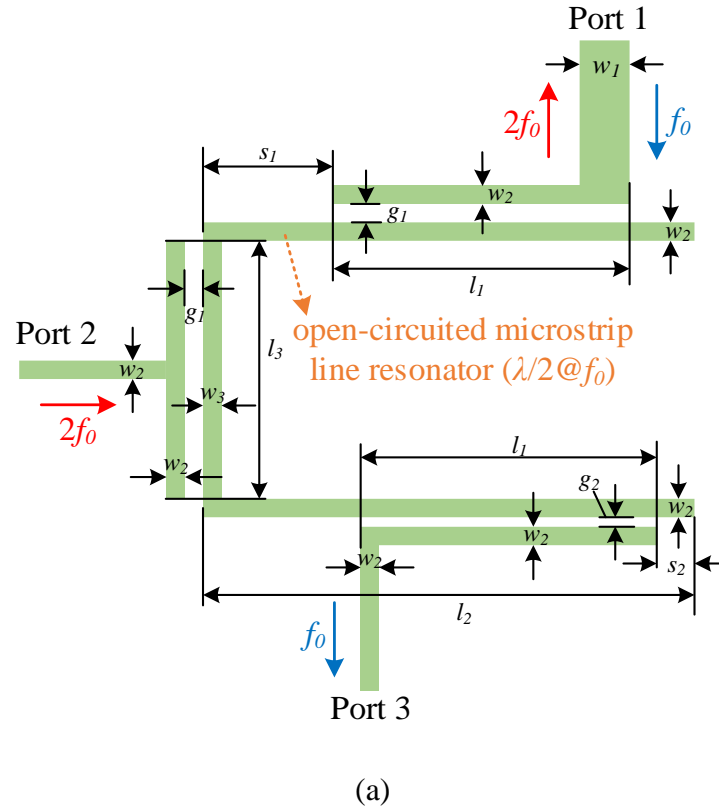 Port 1
w₁
2f₀
f₀
s₁
w₂
g₁
w₂
l₁
g₁
open-circuited microstrip
line resonator (λ/2@f₀)
l₃
Port 2
w₂
w₃
2f₀
w₂
l₁
g₂
w₂
w₂
w₂
s₂
l₂
f₀
Port 3
(a)